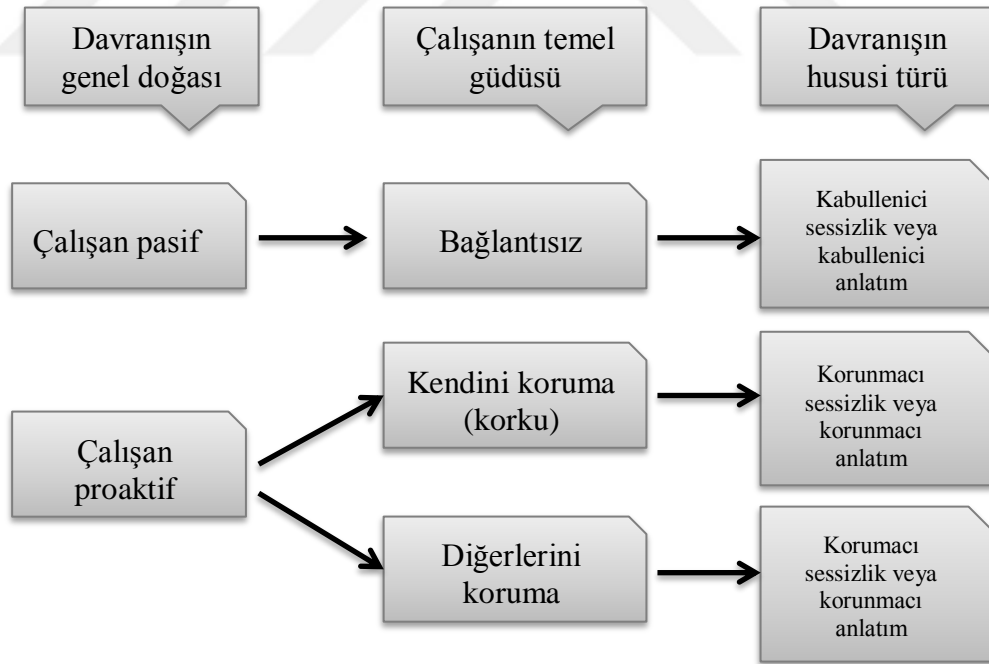 Davranışın
genel doğası
Çalışanın temel
güdüsü
Davranışın
hususi türü
Çalışan pasif
Bağlantısız
Kabullenici
sessizlik veya
kabullenici
anlatım
Çalışan
proaktif
Kendini koruma
(korku)
Korunmacı
sessizlik veya
korunmacı
anlatım
Diğerlerini
koruma
Korumacı
sessizlik veya
korunmacı
anlatım